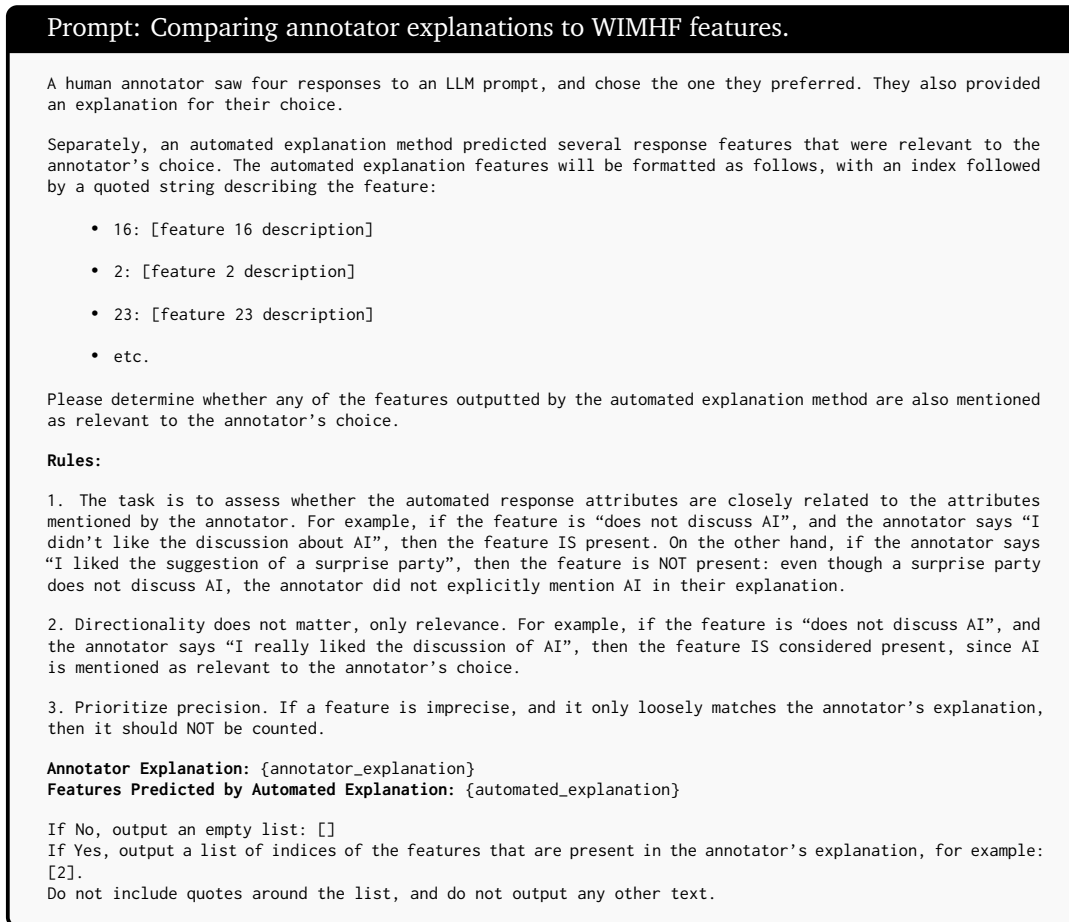 Prompt: Comparing annotator explanations to WIMHF features.
A human annotator saw four responses to an LLM prompt, and chose the one they preferred. They also provided
an explanation for their choice.
Separately, an automated explanation method predicted several response features that were relevant to the
annotator's choice. The automated explanation features will be formatted as follows, with an index followed
by a quoted string describing the feature:
• 16: [feature 16 description]
• 2: [feature 2 description]
• 23: [feature 23 description]
• etc.
Please determine whether any of the features outputted by the automated explanation method are also mentioned
as relevant to the annotator's choice.
Rules:
1. The task is to assess whether the automated response attributes are closely related to the attributes
mentioned by the annotator. For example, if the feature is “does not discuss AI”, and the annotator says “I
didn't like the discussion about AI”, then the feature IS present. On the other hand, if the annotator says
“I liked the suggestion of a surprise party”, then the feature is NOT present: even though a surprise party
does not discuss AI, the annotator did not explicitly mention AI in their explanation.
2. Directionality does not matter, only relevance. For example, if the feature is “does not discuss AI”, and
the annotator says “I really liked the discussion of AI”, then the feature IS considered present, since AI
is mentioned as relevant to the annotator's choice.
3. Prioritize precision. If a feature is imprecise, and it only loosely matches the annotator's explanation,
then it should NOT be counted.
Annotator Explanation: {annotator_explanation}
Features Predicted by Automated Explanation: {automated_explanation}
If No, output an empty list: []
If Yes, output a list of indices of the features that are present in the annotator's explanation, for example:
[2].
Do not include quotes around the list, and do not output any other text.